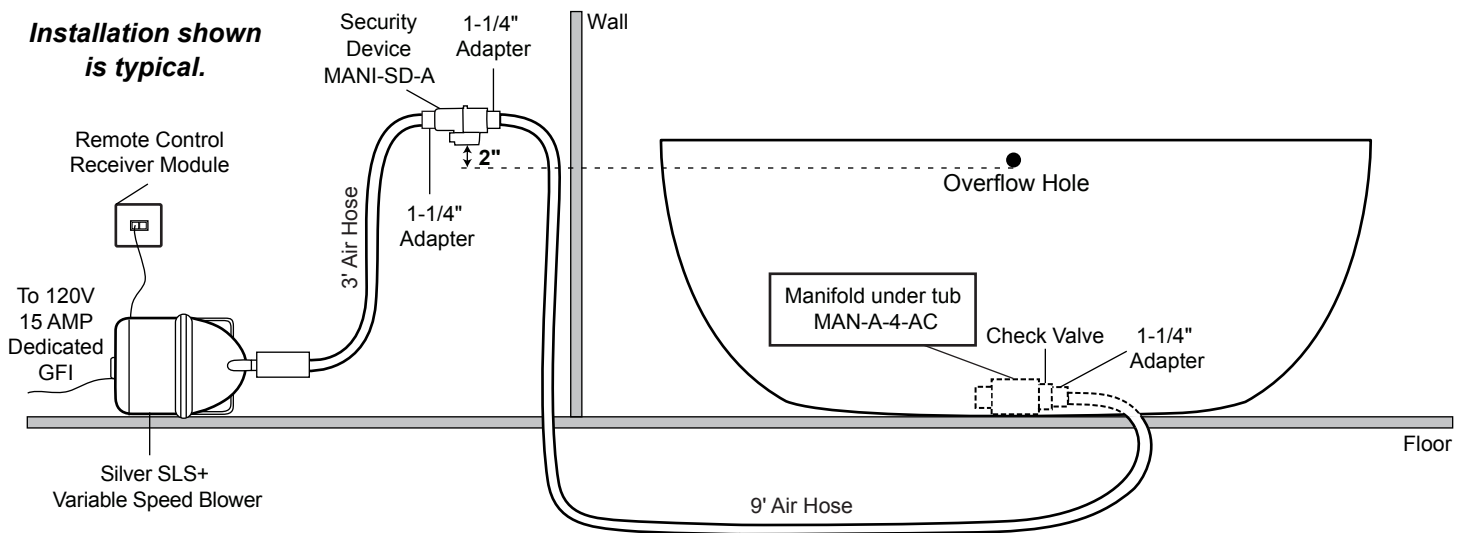 Installation shown
is typical.
Security
Device
MANI-SD-A
1-1/4"
Adapter
Wall
Remote Control
Receiver Module
2"
Overflow Hole
1-1/4"
Adapter
3' Air Hose
To 120V
15 AMP
Dedicated
GFI
Manifold under tub
MAN-A-4-AC
Check Valve
1-1/4"
Adapter
Floor
Silver SLS+
Variable Speed Blower
9' Air Hose